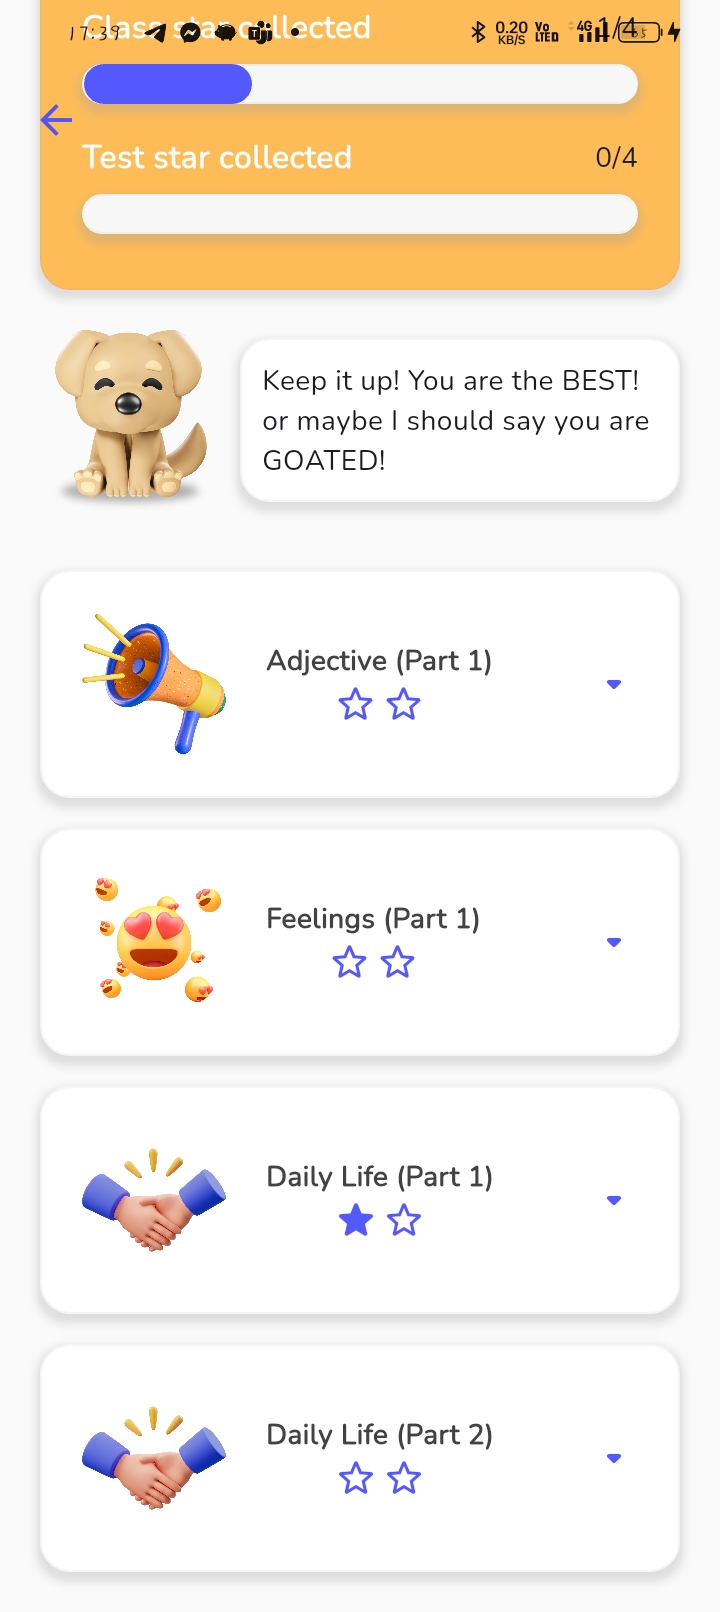 Class star collected 1/4
17:39 0.20 KB/S Vo LTED 4G 65
Test star collected 0/4
Keep it up! You are the BEST!
or maybe I should say you are
GOATED!
Adjective (Part 1)
Feelings (Part 1)
Daily Life (Part 1)
Daily Life (Part 2)